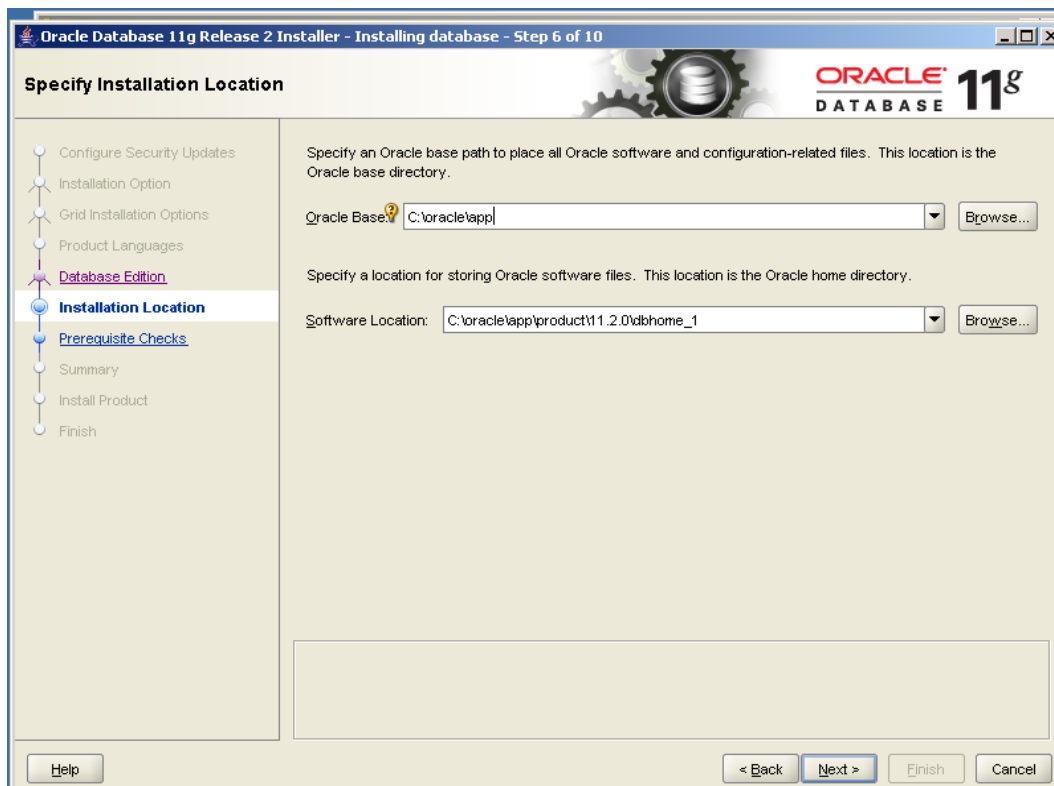 Oracle Database 11g Release 2 Installer - Installing database - Step 6 of 10
Specify Installation Location
ORACLE
DATABASE
11g
Configure Security Updates
Installation Option
Grid Installation Options
Product Languages
Database Edition
Installation Location
Prerequisite Checks
Summary
Install Product
Finish
Specify an Oracle base path to place all Oracle software and configuration-related files. This location is the
Oracle base directory.
Oracle Base: C:\oracle\app Browse...
Specify a location for storing Oracle software files. This location is the Oracle home directory.
Software Location: C:\oracle\app\product\11.2.0\dbhome_1 Browse...
Help < Back Next > Finish Cancel